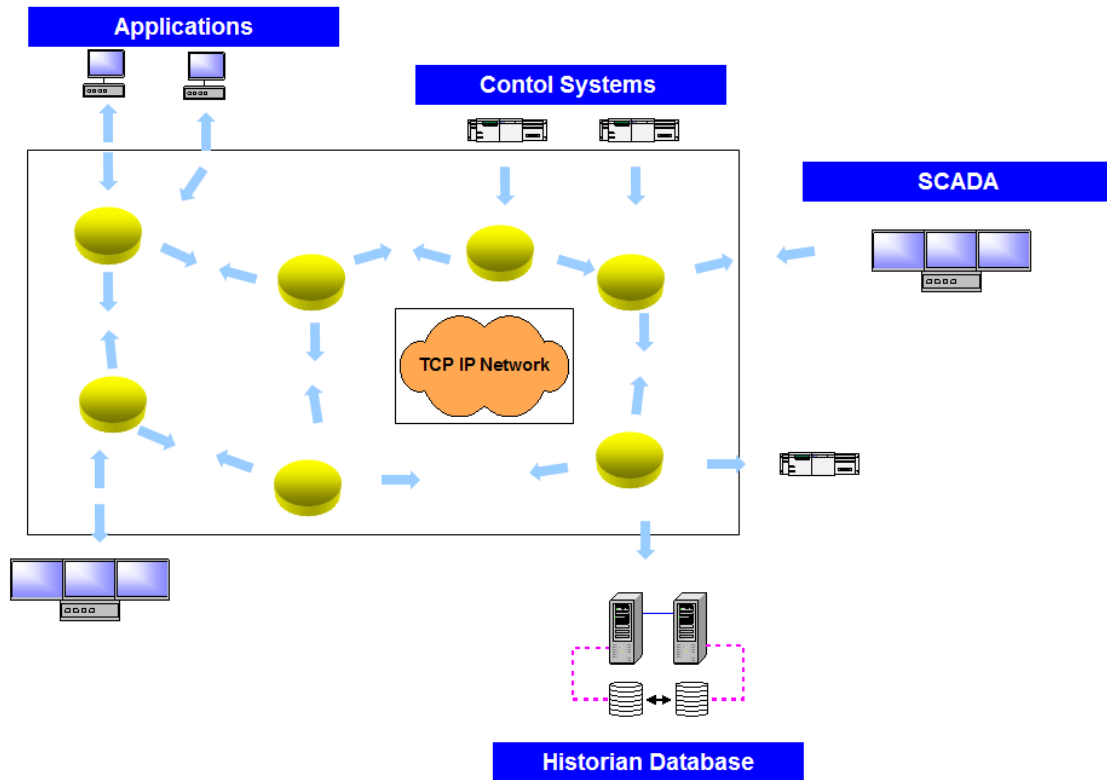 Applications
Contol Systems
SCADA
TCP IP Network
Historian Database